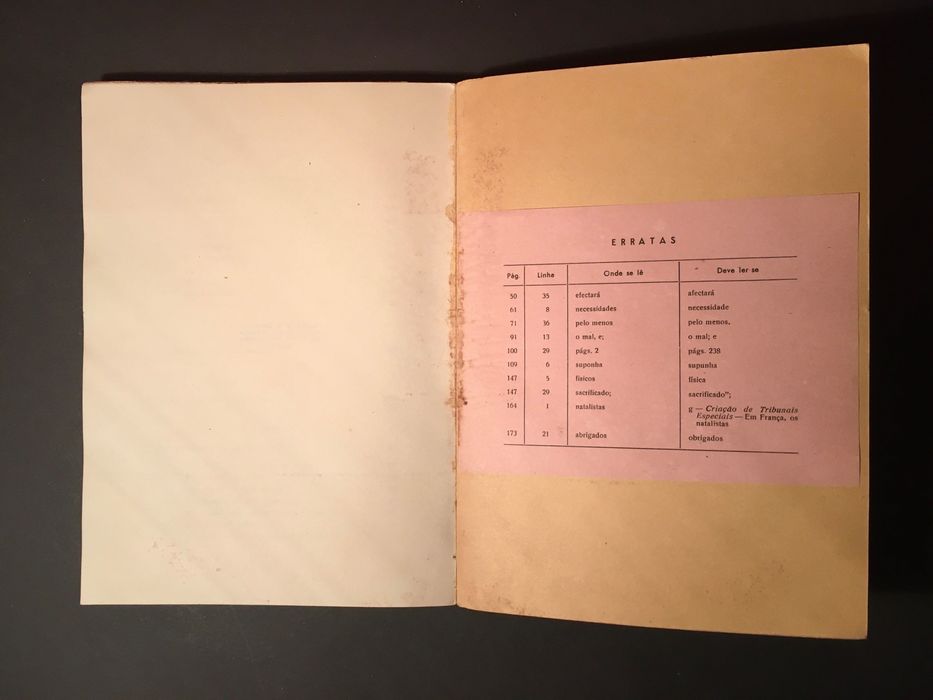 ERRATAS
Pág. Linha Onde se lê Deve ler se
50 35 efectará afectará
61 8 necessidades necessidade
71 36 pelo menos pelo menos,
91 13 o mal, e; o mal; e
100 29 págs. 2 págs. 238
109 6 suponha supunha
147 5 físicos física
147 29 sacrificado; sacrificado";
164 1 natalistas g — Criação de Tribunais
Especiais — Em França, os
natalistas
173 21 abrigados obrigados